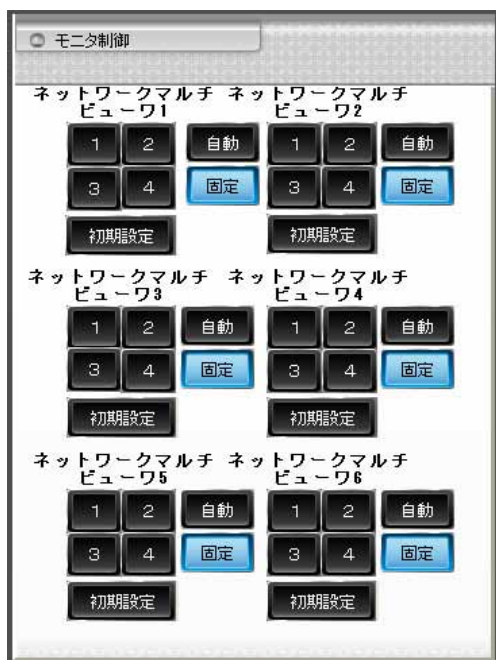 モニタ制御
ネットワークマルチ
ビューワ1
1 2 自動
3 4 固定
初期設定
ネットワークマルチ
ビューワ2
1 2 自動
3 4 固定
初期設定
ネットワークマルチ
ビューワ3
1 2 自動
3 4 固定
初期設定
ネットワークマルチ
ビューワ4
1 2 自動
3 4 固定
初期設定
ネットワークマルチ
ビューワ5
1 2 自動
3 4 固定
初期設定
ネットワークマルチ
ビューワ6
1 2 自動
3 4 固定
初期設定